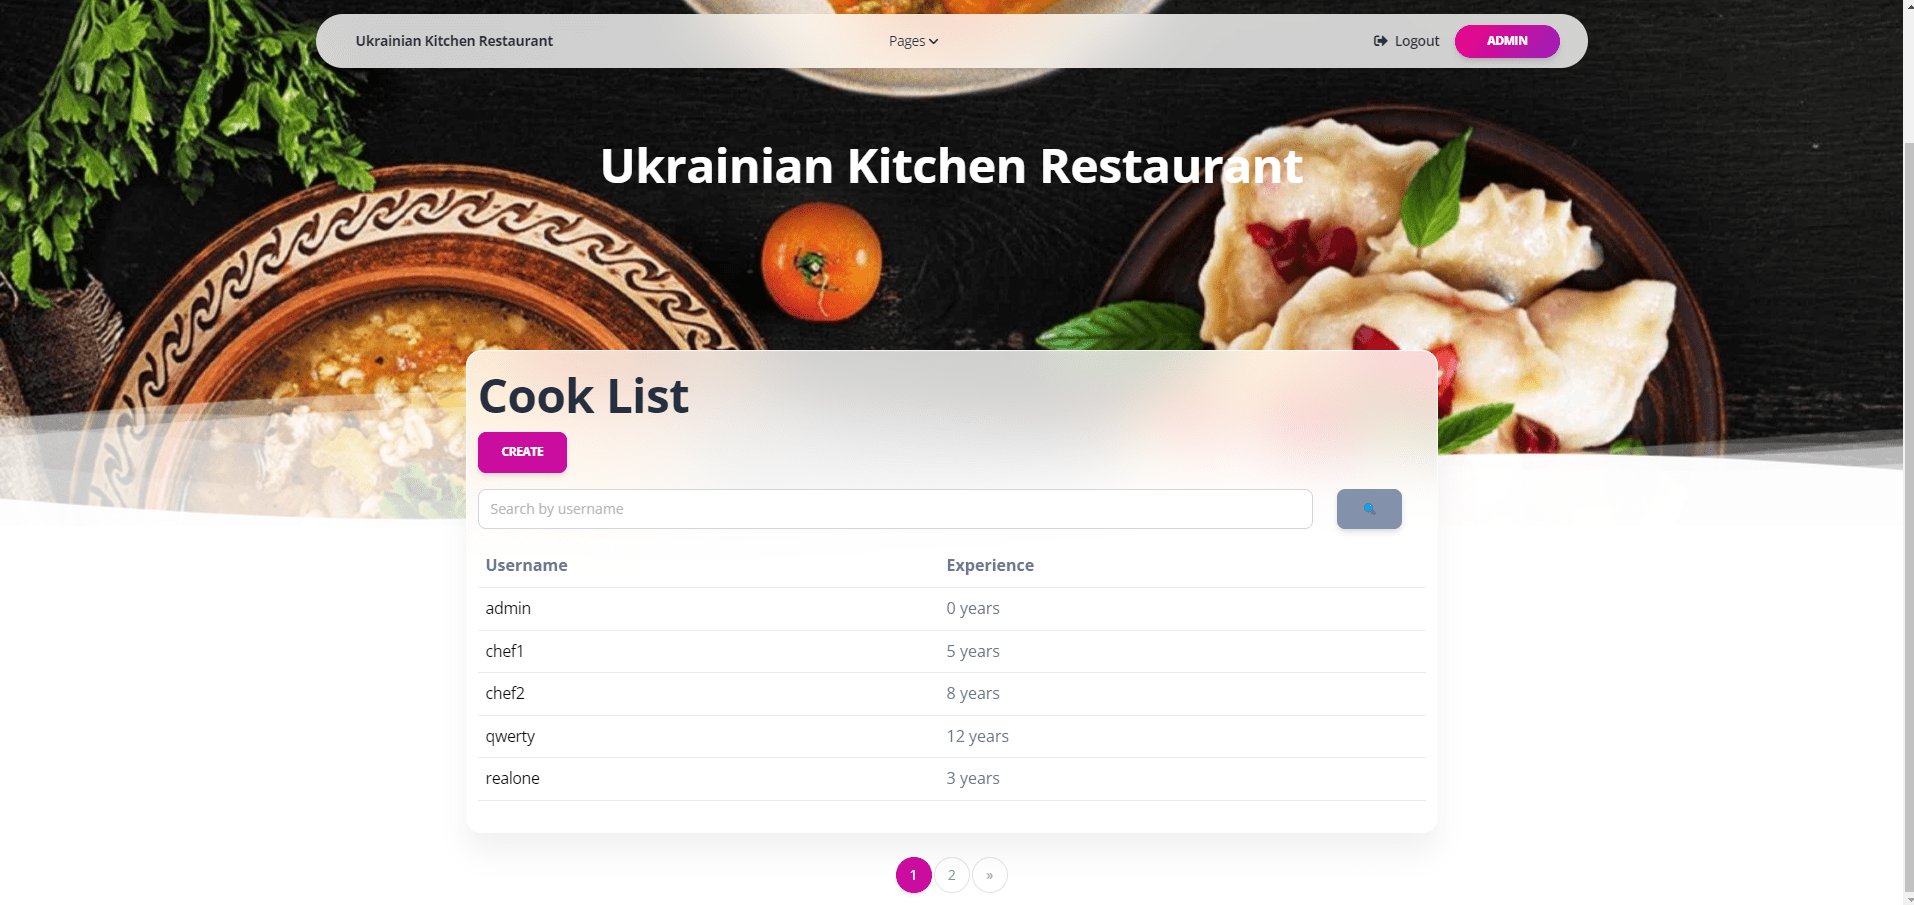 Ukrainian Kitchen Restaurant Pages Logout ADMIN
Ukrainian Kitchen Restaurant
Cook List
CREATE
Search by username
Username Experience
admin 0 years
chef1 5 years
chef2 8 years
qwerty 12 years
realone 3 years
1 2 »